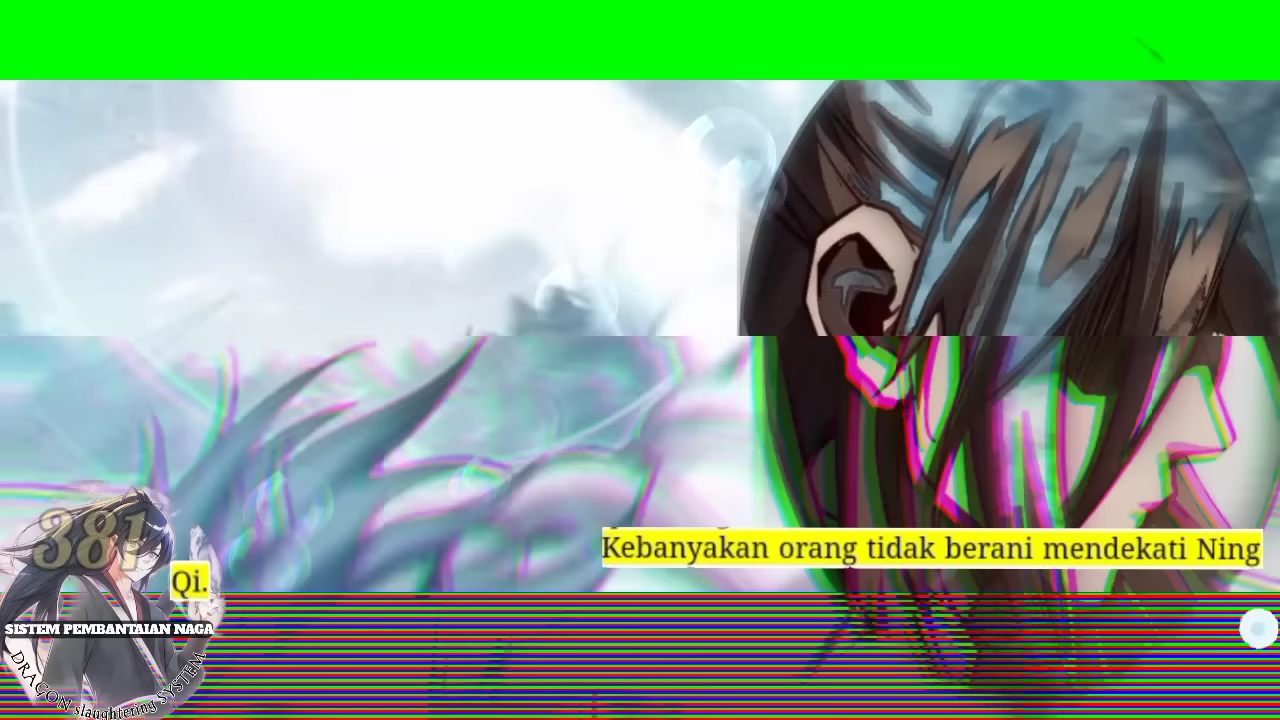 Kebanyakan orang tidak berani mendekati Ning
Qi.
381
SISTEM PEMBANTAIAN NAGA
DRAGON slaughtering SYSTEM